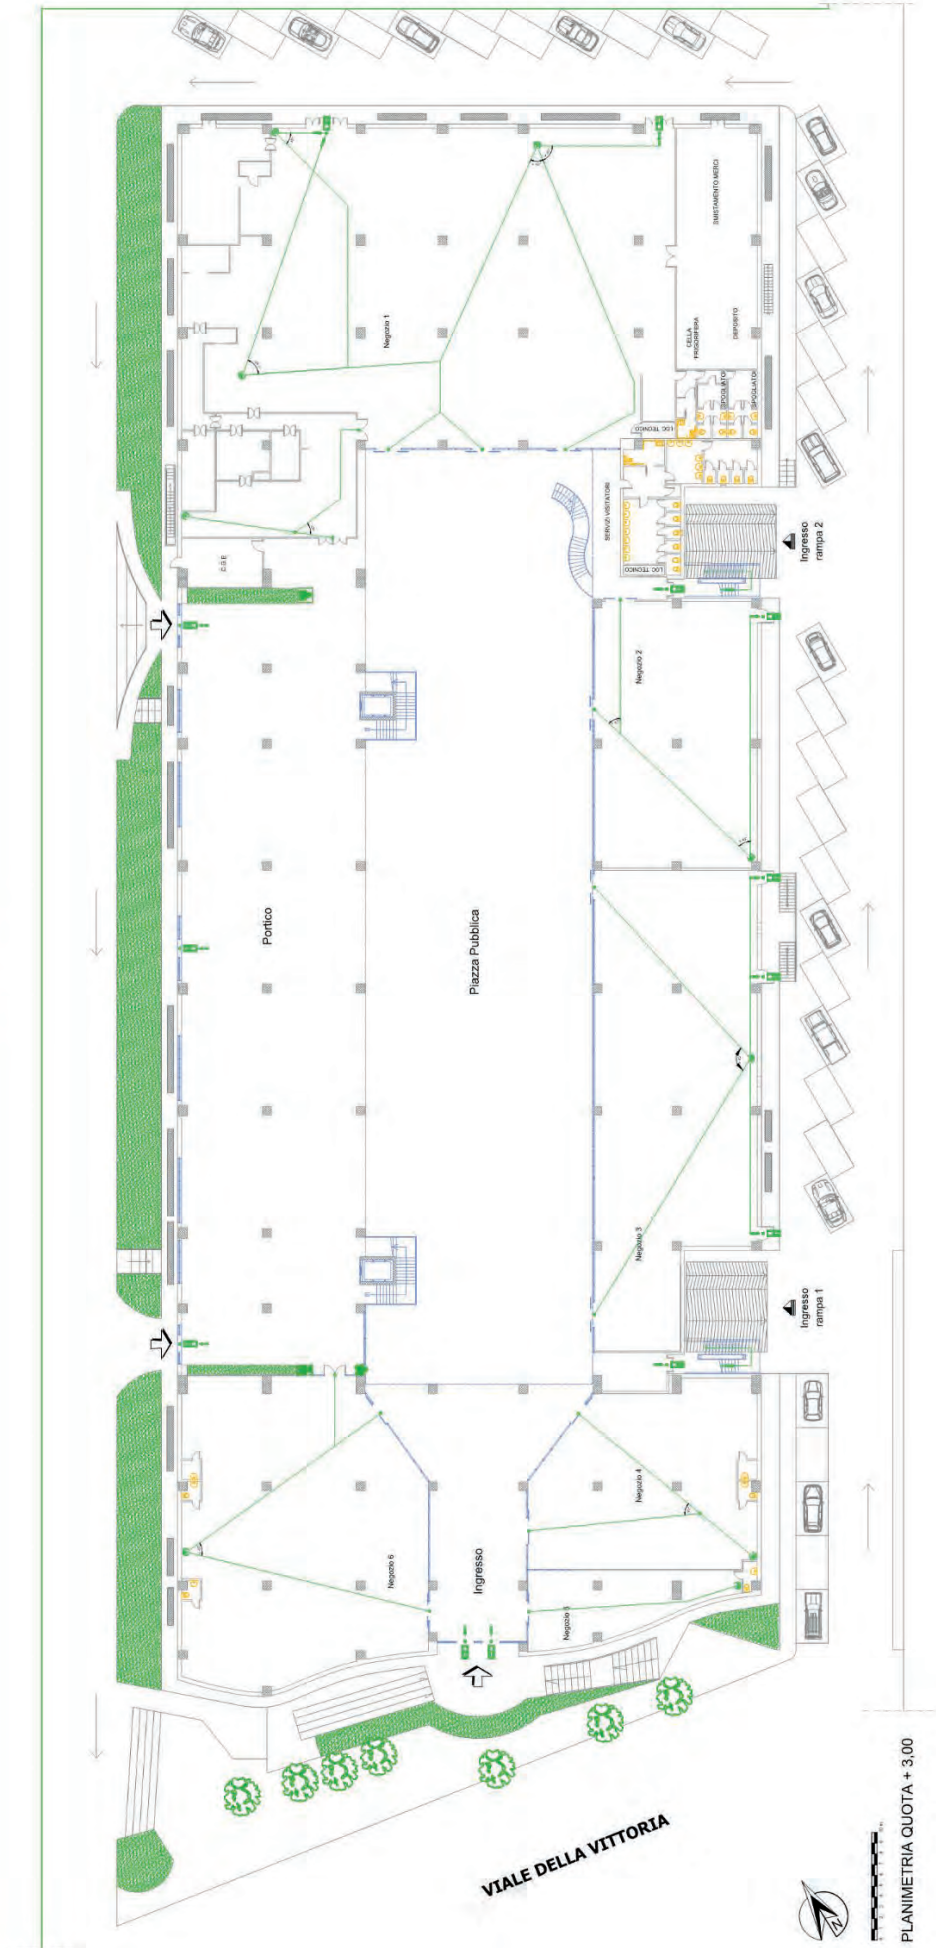 SMISTAMENTO MERCI
Negozio 1
CELLA
FRIGORIFERA
DEPOSITO
SPOGLIATOI
SPOGLIATOI
LOC. TECNICO
SERVIZI VISITATORI
LOC. TECNICO
Ingresso
rampa 2
Negozio 2
Portico
Piazza Pubblica
Negozio 3
Ingresso
rampa 1
Negozio 4
Negozio 6
Ingresso
Negozio 5
VIALE DELLA VITTORIA
N
PLANIMETRIA QUOTA + 3,00